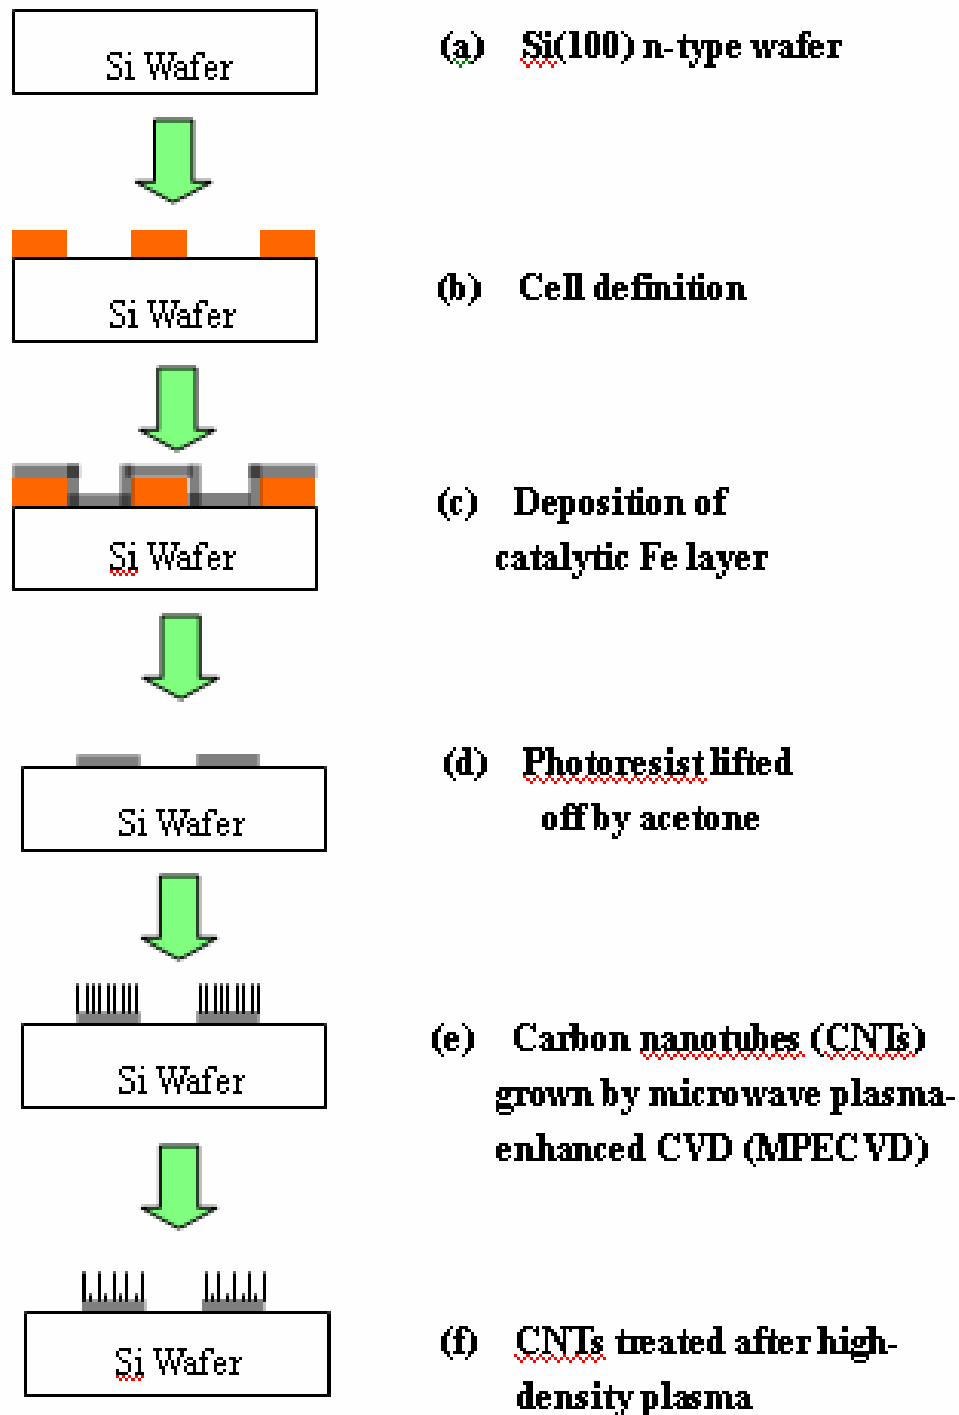 Si Wafer
(a) Si(100) n-type wafer
Si Wafer
(b) Cell definition
Si Wafer
(c) Deposition of
catalytic Fe layer
Si Wafer
(d) Photoresist lifted
off by acetone
Si Wafer
(e) Carbon nanotubes (CNTs)
grown by microwave plasma-
enhanced CVD (MPECVD)
Si Wafer
(f) CNTs treated after high-
density plasma